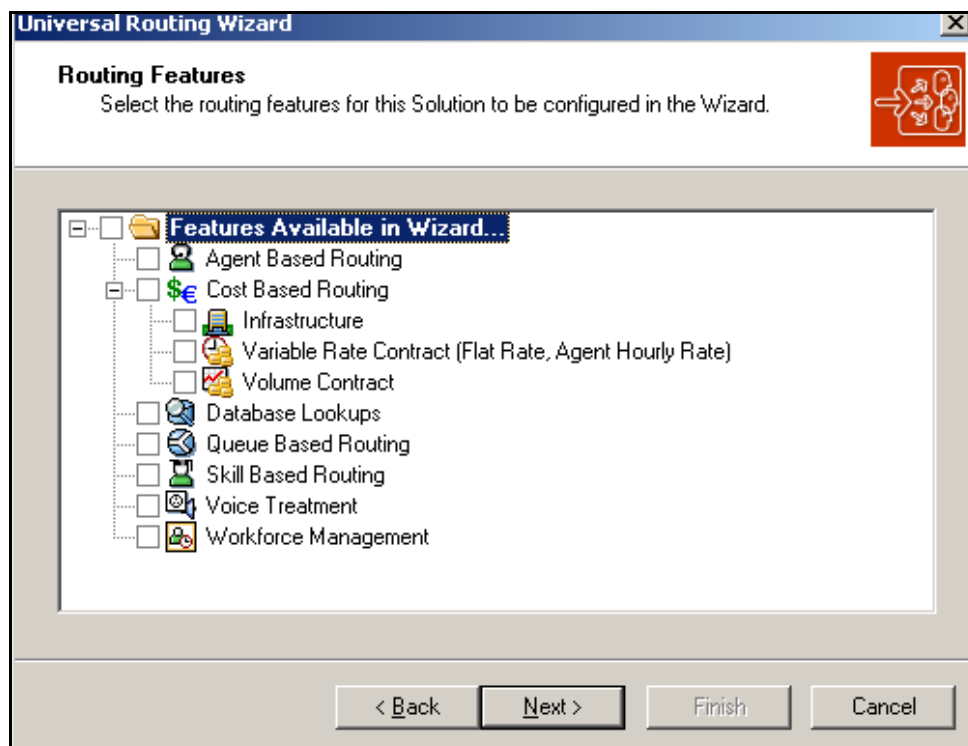 Universal Routing Wizard
Routing Features
Select the routing features for this Solution to be configured in the Wizard.
Features Available in Wizard...
Agent Based Routing
Cost Based Routing
Infrastructure
Variable Rate Contract (Flat Rate, Agent Hourly Rate)
Volume Contract
Database Lookups
Queue Based Routing
Skill Based Routing
Voice Treatment
Workforce Management
< Back
Next >
Finish
Cancel